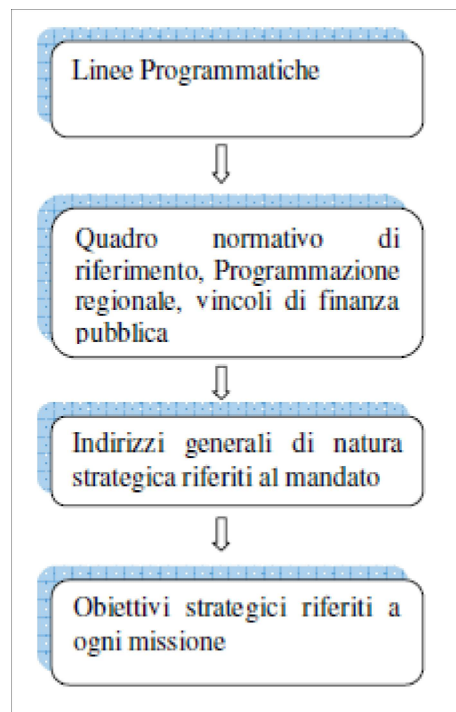 Linee Programmatiche
Quadro normativo di
riferimento, Programmazione
regionale, vincoli di finanza
pubblica
Indirizzi generali di natura
strategica riferiti al mandato
Obiettivi strategici riferiti a
ogni missione